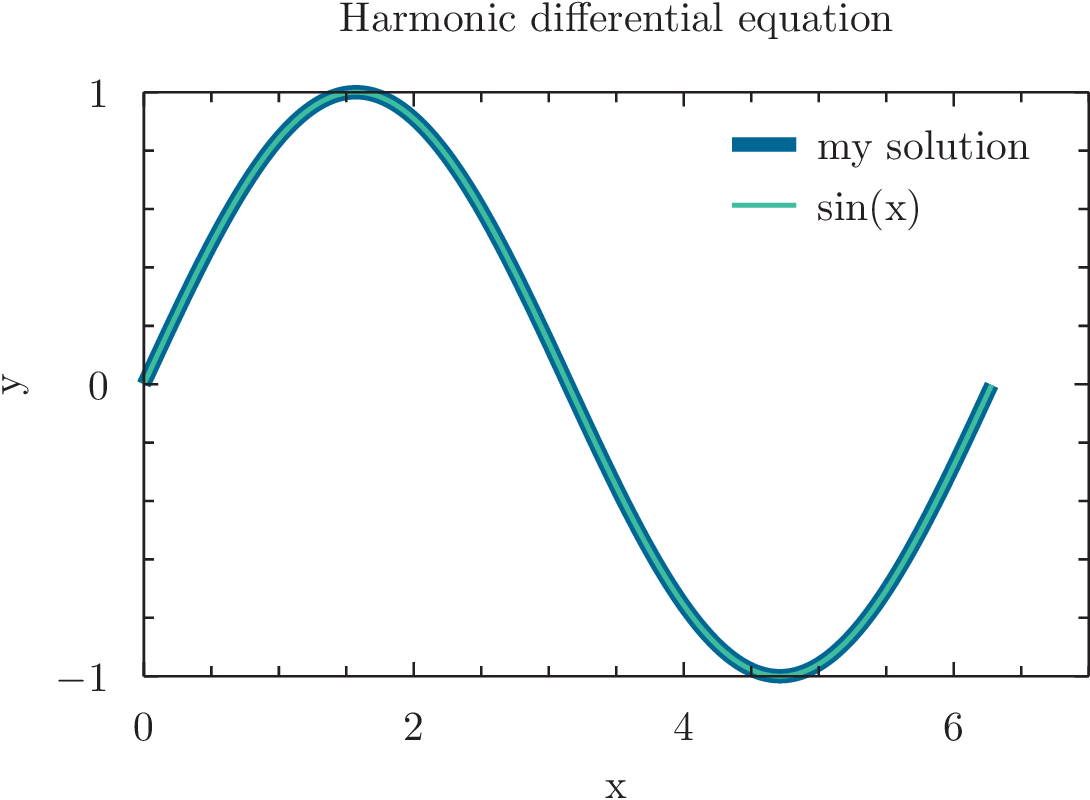 Harmonic differential equation
1
my solution
sin(x)
y
0
−1
0 2 4 6
x